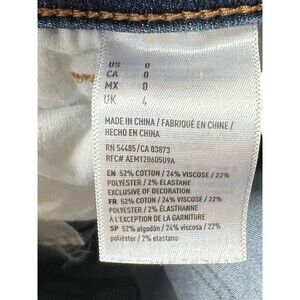 US 0
CA 0
MX 0
UK 4
MADE IN CHINA / FABRIQUÉ EN CHINE /
HECHO EN CHINA
RN 54485/CA 03873
RFC# AEM120605U9A
EN 52% COTTON / 24% VISCOSE / 22%
POLYESTER / 2% ELASTANE
EXCLUSIVE OF DECORATION
FR 52% COTON / 24% VISCOSE / 22%
POLYESTER / 2% ÉLASTHANNE
À L'EXCEPTION DE LA GARNITURE
SP 52% algodón / 24% viscosa / 22%
poliéster / 2% elastano